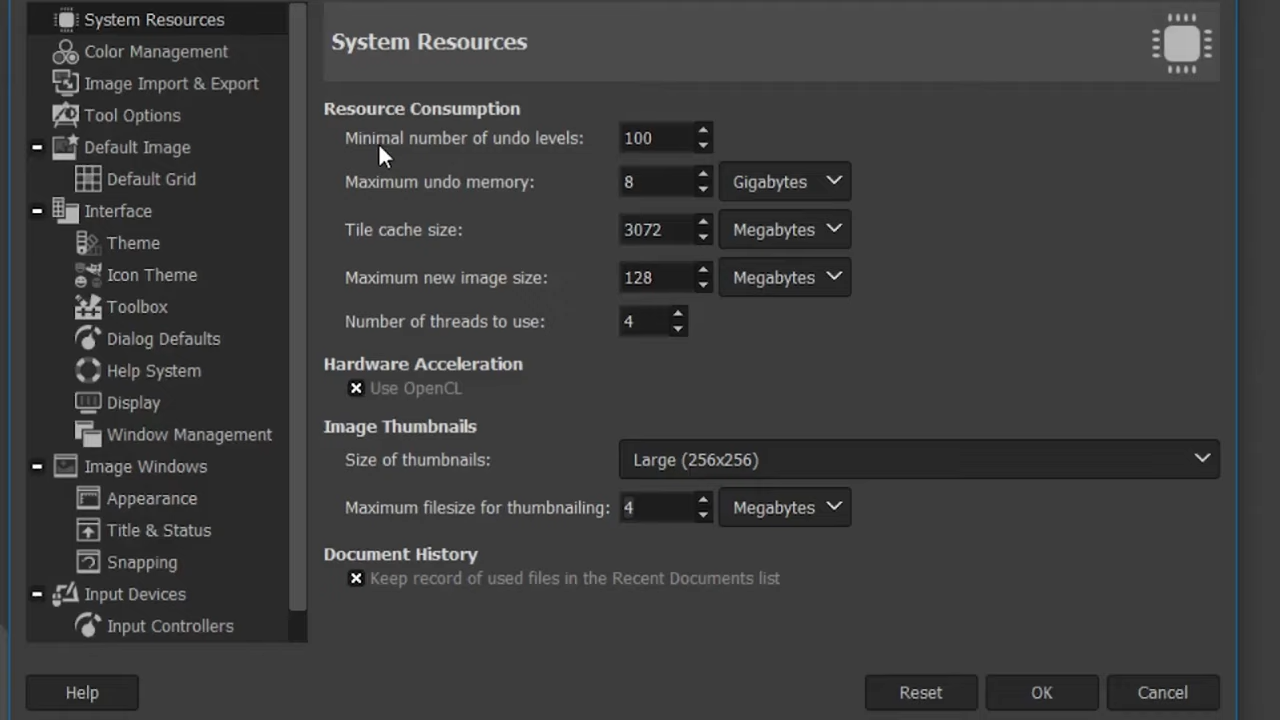 System Resources
Color Management
Image Import & Export
Tool Options
Default Image
Default Grid
Interface
Theme
Icon Theme
Toolbox
Dialog Defaults
Help System
Display
Window Management
Image Windows
Appearance
Title & Status
Snapping
Input Devices
Input Controllers
System Resources
Resource Consumption
Minimal number of undo levels: 100
Maximum undo memory: 8 Gigabytes
Tile cache size: 3072 Megabytes
Maximum new image size: 128 Megabytes
Number of threads to use: 4
Hardware Acceleration
Use OpenCL
Image Thumbnails
Size of thumbnails: Large (256x256)
Maximum filesize for thumbnailing: 4 Megabytes
Document History
Keep record of used files in the Recent Documents list
Help Reset OK Cancel